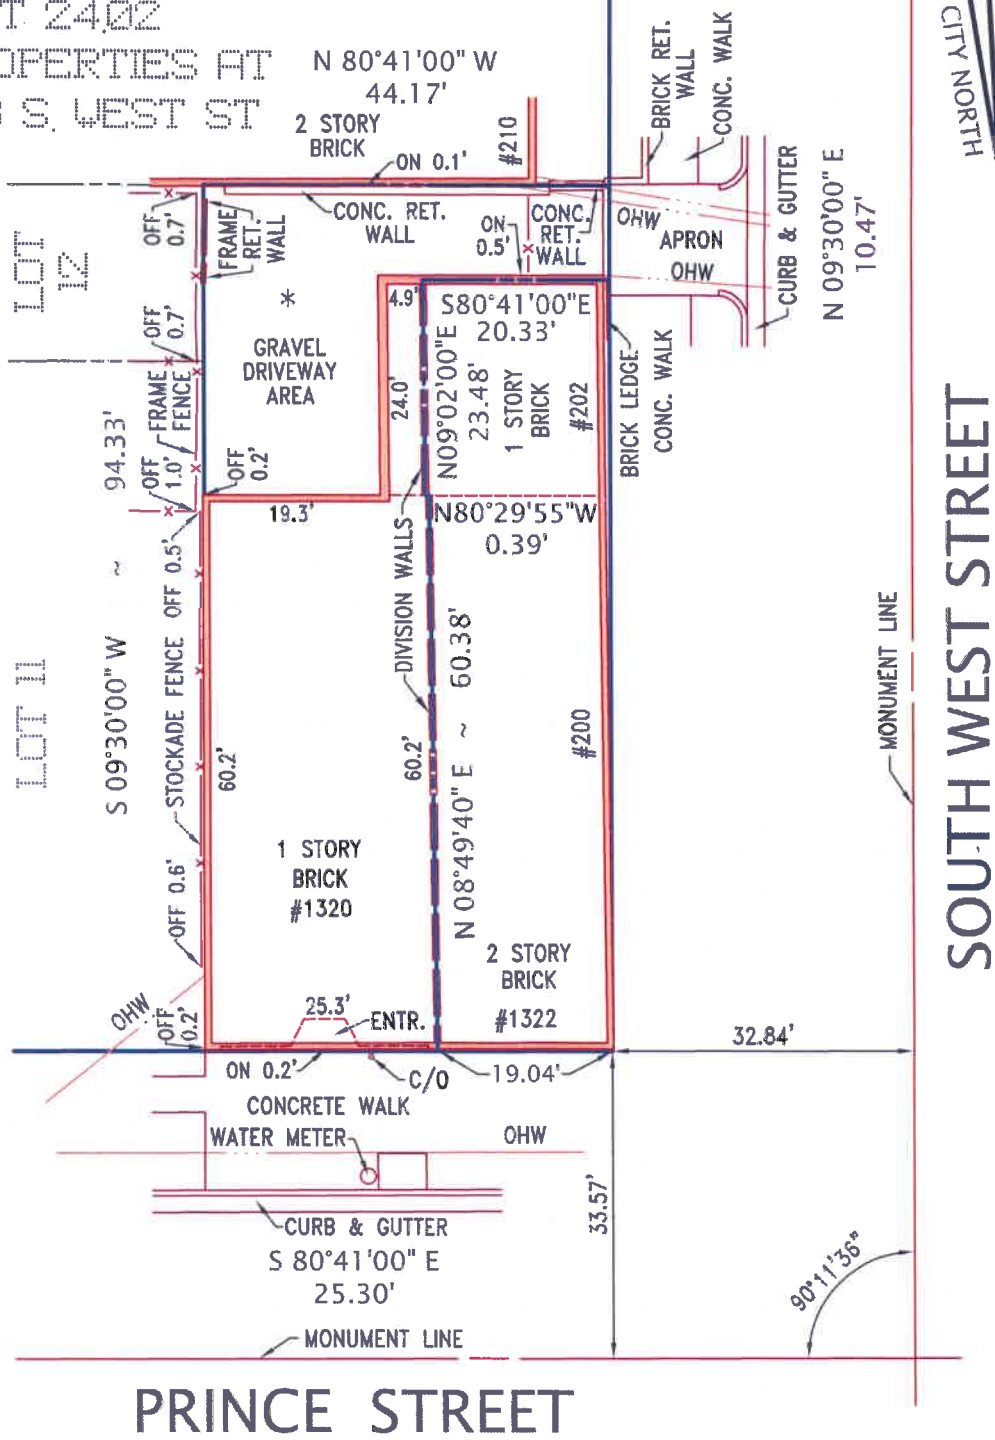 T 24.02
OPERTIES AT
S. WEST ST
N 80°41'00" W
44.17'
2 STORY
BRICK
ON 0.1'
#210
BRICK RET.
WALL
CONC. WALK
CITY NORTH
LOT
12
OFF
0.7'
FRAME
RET.
WALL
CONC. RET.
WALL
ON
0.5'
CONC.
RET.
WALL
OHW
APRON
OHW
CURB & GUTTER
N 09°30'00" E
10.47'
*
GRAVEL
DRIVEWAY
AREA
4.9'
24.0'
S80°41'00"E
20.33'
N09°02'00"E
23.48'
1 STORY
BRICK
#202
BRICK LEDGE
CONC. WALK
OFF
0.7'
FRAME
FENCE
OFF
1.0'
OFF
0.2'
19.3'
N80°29'55"W
0.39'
DIVISION WALLS
S 09°30'00" W ~ 94.33'
LOT 11
STOCKADE FENCE OFF 0.5'
60.2'
60.2'
N 08°49'40" E ~ 60.38'
#200
MONUMENT LINE
SOUTH WEST STREET
1 STORY
BRICK
#1320
OFF 0.6'
2 STORY
BRICK
#1322
OHW
OFF
0.2'
25.3'
ENTR.
ON 0.2'
C/O
19.04'
32.84'
CONCRETE WALK
WATER METER
OHW
33.57'
CURB & GUTTER
S 80°41'00" E
25.30'
90°11'36"
MONUMENT LINE
PRINCE STREET